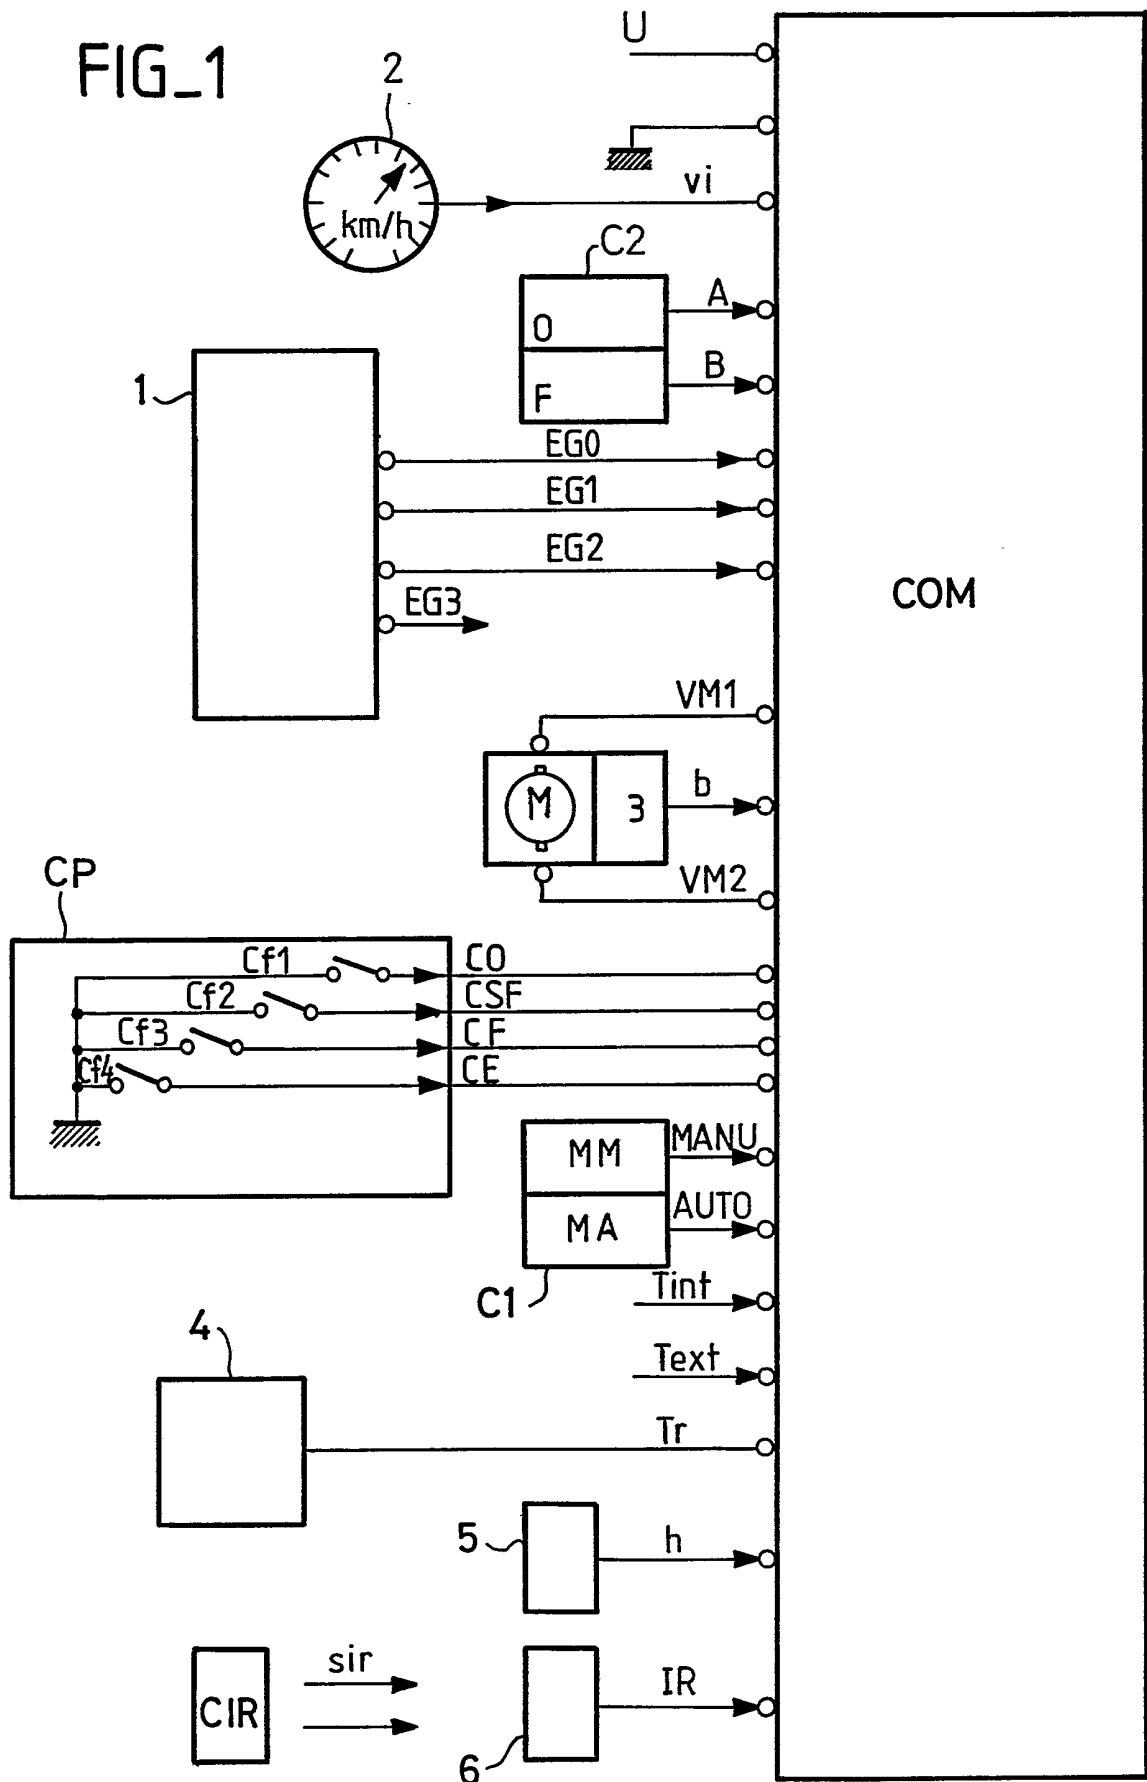 FIG_1
U
2
vi
km/h
C2
A
O
B
F
1
EG0
EG1
EG2
EG3
COM
VM1
M
3
b
VM2
CP
Cf1
CO
Cf2
CSF
Cf3
CF
Cf4
CE
MM
MANU
MA
AUTO
C1
Tint
4
Text
Tr
5
h
sir
IR
CIR
6